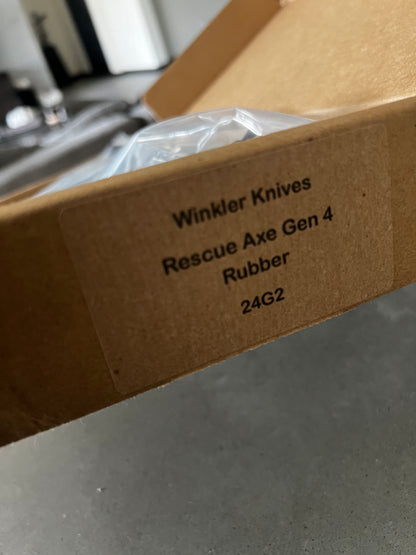 Winkler Knives
Rescue Axe Gen 4
Rubber
24G2